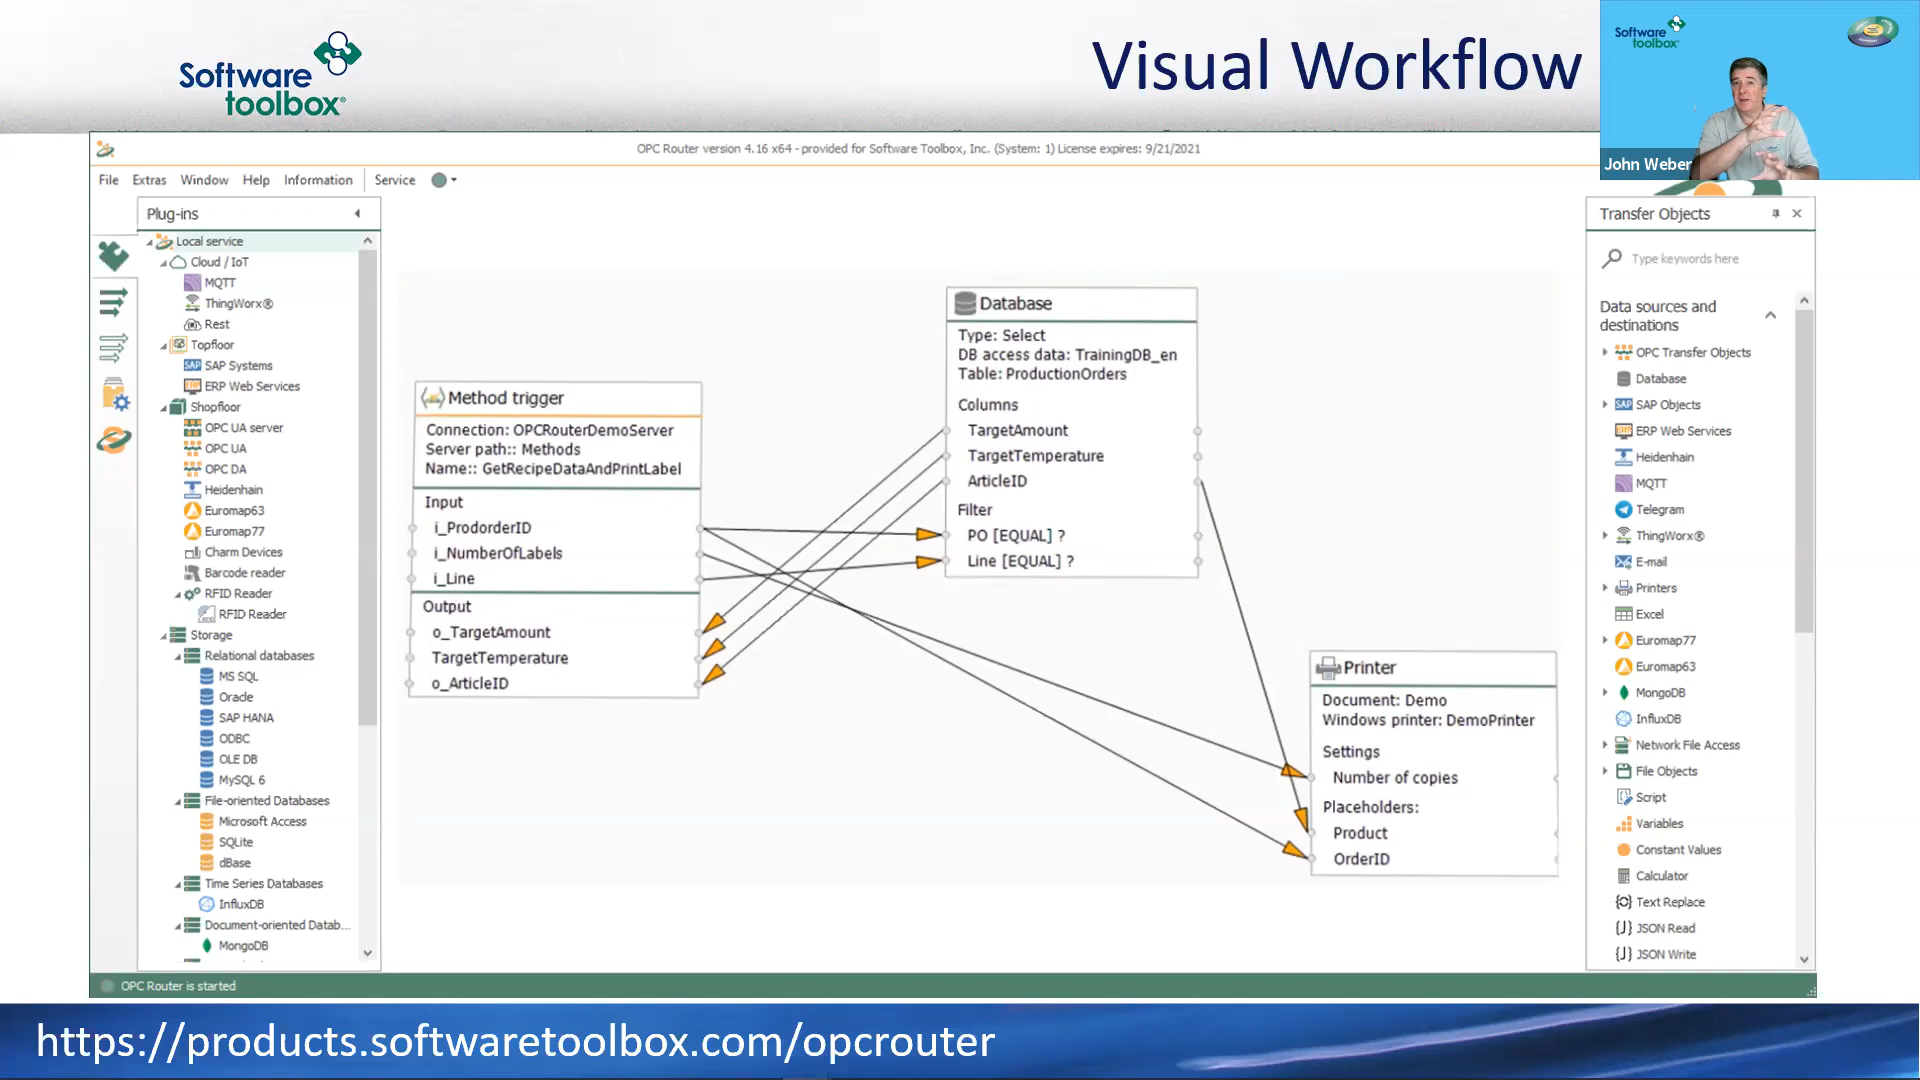 Software
toolbox
Visual Workflow
Software
toolbox
John Weber
OPC Router version 4.16 x64 - provided for Software Toolbox, Inc. (System: 1) License expires: 9/21/2021
File Extras Window Help Information Service
Plug-ins
Local service
Cloud / IoT
MQTT
ThingWorx®
Rest
Topfloor
SAP Systems
ERP Web Services
Shopfloor
OPC UA server
OPC UA
OPC DA
Heidenhain
Euromap63
Euromap77
Charm Devices
Barcode reader
RFID Reader
RFID Reader
Storage
Relational databases
MS SQL
Oracle
SAP HANA
ODBC
OLE DB
MySQL 6
File-oriented Databases
Microsoft Access
SQLite
dBase
Time Series Databases
InfluxDB
Document-oriented Datab...
MongoDB
Method trigger
Connection: OPCRouterDemoServer
Server path:: Methods
Name:: GetRecipeDataAndPrintLabel
Input
i_ProdorderID
i_NumberOfLabels
i_Line
Output
o_TargetAmount
TargetTemperature
o_ArticleID
Database
Type: Select
DB access data: TrainingDB_en
Table: ProductionOrders
Columns
TargetAmount
TargetTemperature
ArticleID
Filter
PO [EQUAL] ?
Line [EQUAL] ?
Printer
Document: Demo
Windows printer: DemoPrinter
Settings
Number of copies
Placeholders:
Product
OrderID
Transfer Objects
Type keywords here
Data sources and
destinations
OPC Transfer Objects
Database
SAP SAP Objects
ERP Web Services
Heidenhain
MQTT
Telegram
ThingWorx®
E-mail
Printers
Excel
Euromap77
Euromap63
MongoDB
InfluxDB
Network File Access
File Objects
Script
Variables
Constant Values
Calculator
Text Replace
JSON Read
JSON Write
OPC Router is started
https://products.softwaretoolbox.com/opcrouter